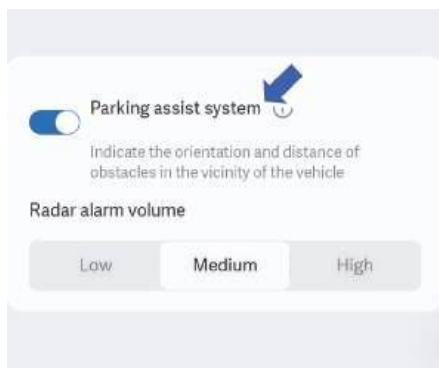 Parking assist system
Indicate the orientation and distance of
obstacles in the vicinity of the vehicle
Radar alarm volume
Low Medium High